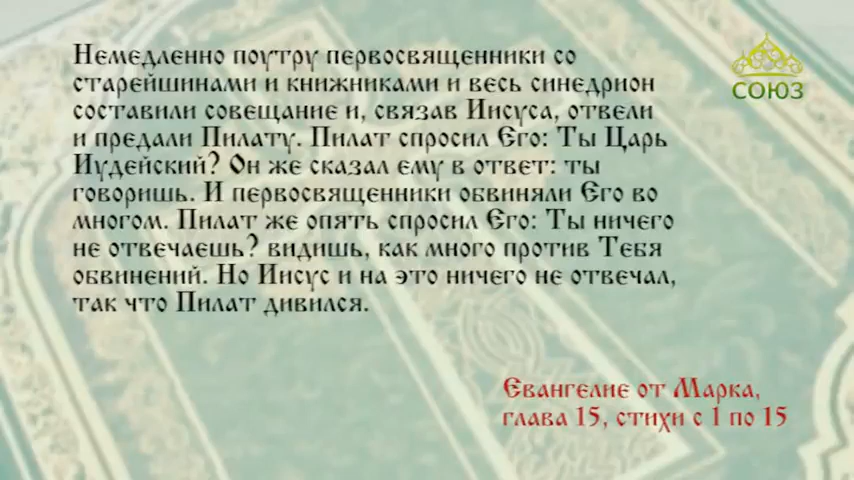 Немедленно поутру первосвященники со
старейшинами и книжниками и весь синедрион
составили совещание и, связав Иисуса, отвели
и предали Пилату. Пилат спросил Его: Ты Царь
Иудейский? Он же сказал ему в ответ: ты
говоришь. И первосвященники обвиняли Его во
многом. Пилат же опять спросил Его: Ты ничего
не отвечаешь? видишь, как много против Тебя
обвинений. Но Иисус и на это ничего не отвечал,
так что Пилат дивился.
СОЮЗ
Евангелие от Марка,
глава 15, стихи с 1 по 15